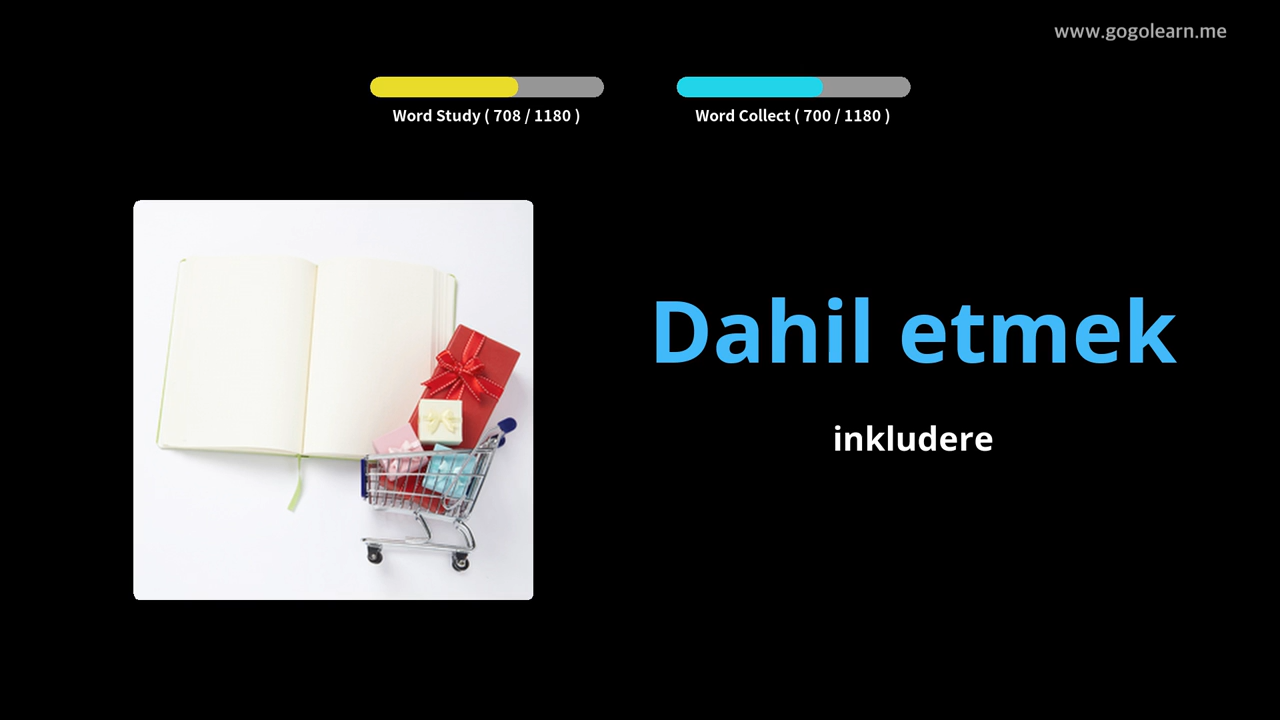 www.gogolearn.me
Word Study ( 708 / 1180 )
Word Collect ( 700 / 1180 )
Dahil etmek
inkludere